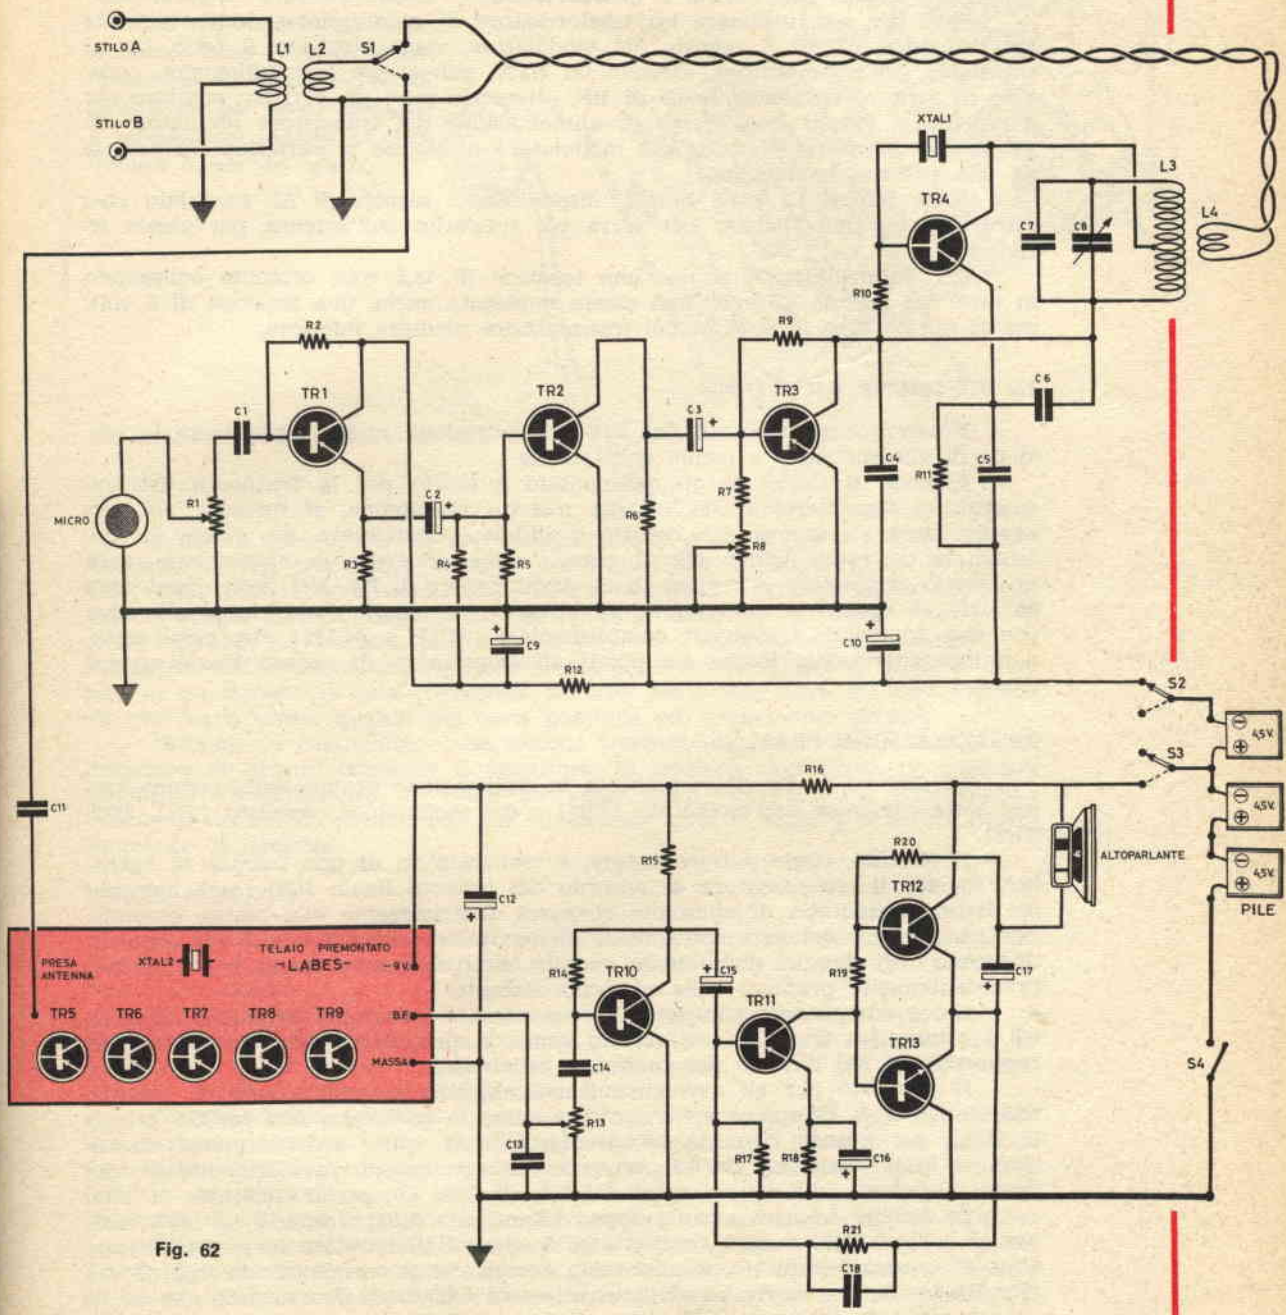 STILO A
L1
L2
S1
STILO B
XTAL1
TR4
L3
L4
C7
C8
R10
R2
R9
TR1
TR2
TR3
C6
C1
C3
R1
R7
C4
R11
C5
MICRO
C2
R6
R8
R3
R4
R5
C9
C10
R12
S2
4,5V.
S3
4,5V.
4,5V.
PILE
R16
C11
R15
R20
ALTOPARLANTE
TR12
C12
PRESA
ANTENNA
XTAL2
TELAIO PREMONTATO
-LABES-
-9V.
R14
TR10
C15
R19
C17
TR5
TR6
TR7
TR8
TR9
B.F.
TR11
TR13
MASSA
C14
S4
R13
C13
R17
R18
C16
R21
C18
Fig. 62